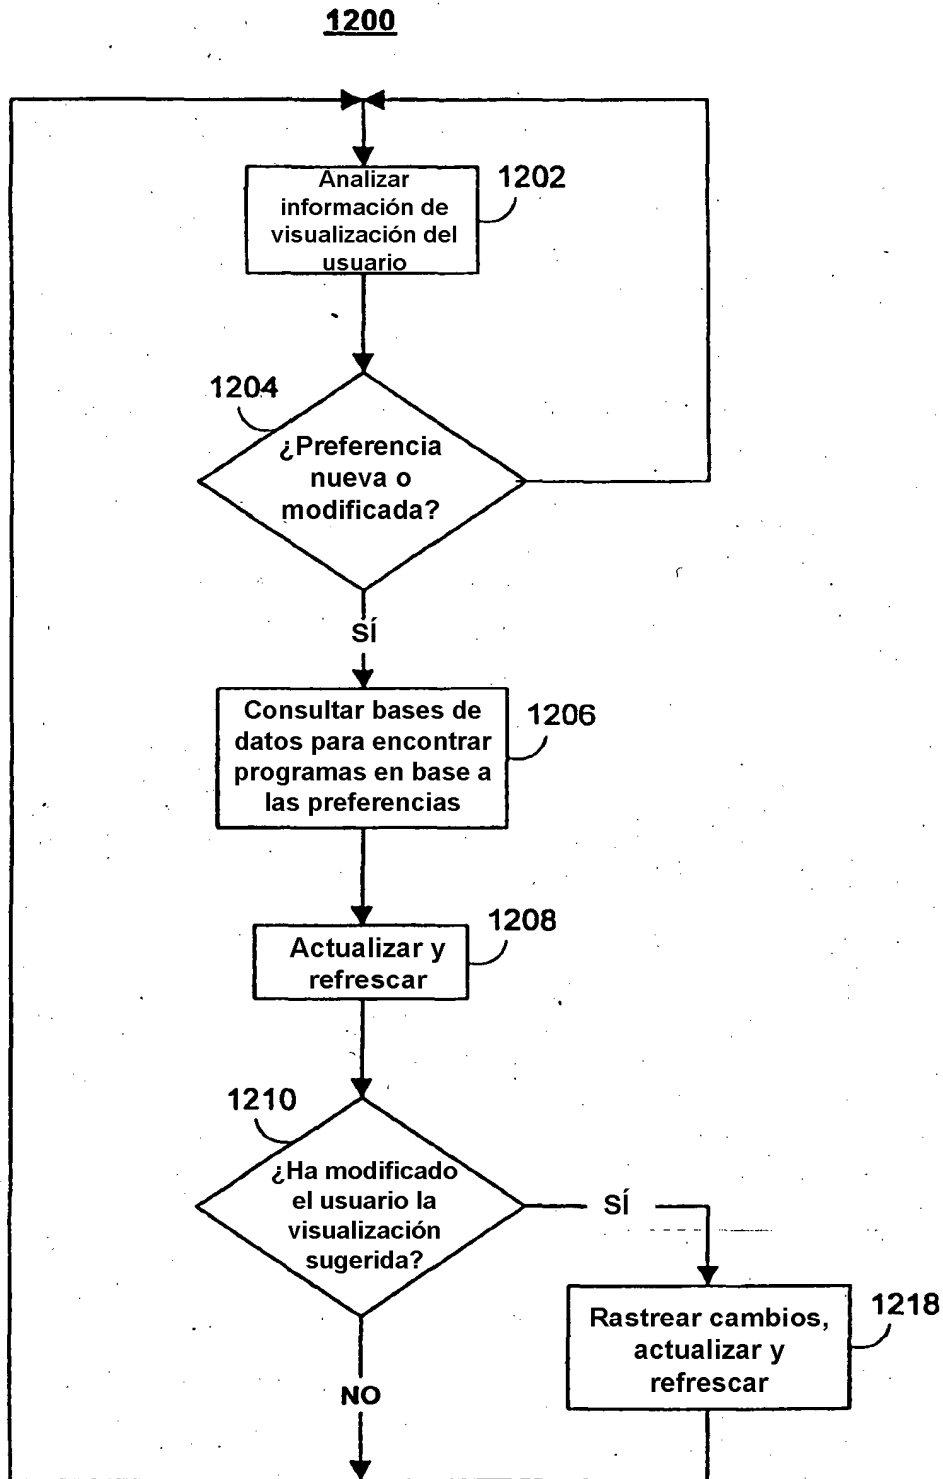 1200
Analizar
información de
visualización del
usuario
1202
1204
¿Preferencia
nueva o
modificada?
SÍ
Consultar bases de
datos para encontrar
programas en base a
las preferencias
1206
Actualizar y
refrescar
1208
1210
¿Ha modificado
el usuario la
visualización
sugerida?
SÍ
Rastrear cambios,
actualizar y
refrescar
1218
NO